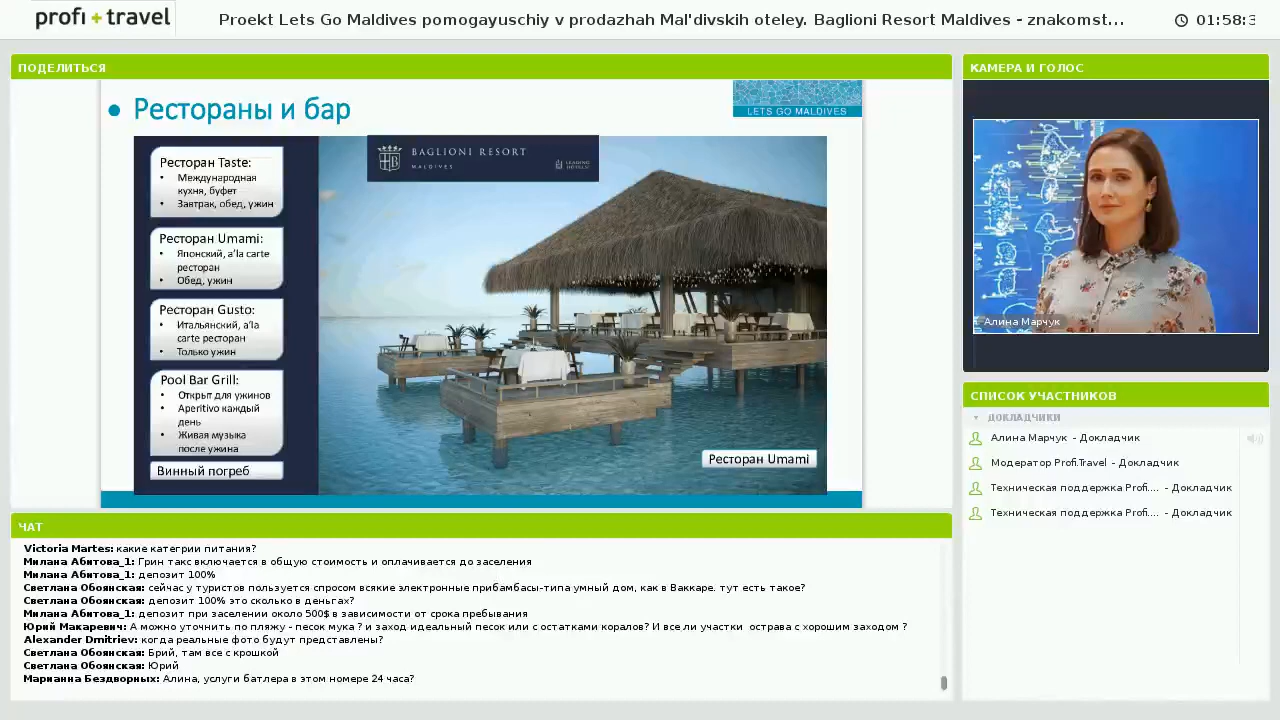 profi + travel
Proekt Lets Go Maldives pomogayuschiy v prodazhah Mal'divskih oteley. Baglioni Resort Maldives - znakomst...
01:58:3
ПОДЕЛИТЬСЯ
• Рестораны и бар
LETS GO MALDIVES
BAGLIONI RESORT
MALDIVES
LEADING
HOTELS
Ресторан Taste:
• Международная
кухня, буфет
• Завтрак, обед, ужин
Ресторан Umami:
• Японский, a'la carte
ресторан
• Обед, ужин
Ресторан Gusto:
• Итальянский, a'la
carte ресторан
• Только ужин
Pool Bar Grill:
• Открыт для ужинов
• Aperitivo каждый
день
• Живая музыка
после ужина
Винный погреб
Ресторан Umami
ЧАТ
Victoria Martes: какие категрии питания?
Милана Абитова_1: Грин такс включается в общую стоимость и оплачивается до заселения
Милана Абитова_1: депозит 100%
Светлана Обоянская: сейчас у туристов пользуется спросом всякие электронные прибамбасы-типа умный дом, как в Ваккаре. тут есть такое?
Светлана Обоянская: депозит 100% это сколько в деньгах?
Милана Абитова_1: депозит при заселении около 500$ в зависимости от срока пребывания
Юрий Макаревич: А можно уточнить по пляжу - песок мука ? и заход идеальный песок или с остатками коралов? И все ли участки острава с хорошим заходом ?
Alexander Dmitriev: когда реальные фото будут представлены?
Светлана Обоянская: Брий, там все с крошкой
Светлана Обоянская: Юрий
Марианна Бездворных: Алина, услуги батлера в этом номере 24 часа?
КАМЕРА И ГОЛОС
Алина Марчук
СПИСОК УЧАСТНИКОВ
ДОКЛАДЧИКИ
Алина Марчук - Докладчик
Модератор Profi.Travel - Докладчик
Техническая поддержка Profi.... - Докладчик
Техническая поддержка Profi.... - Докладчик